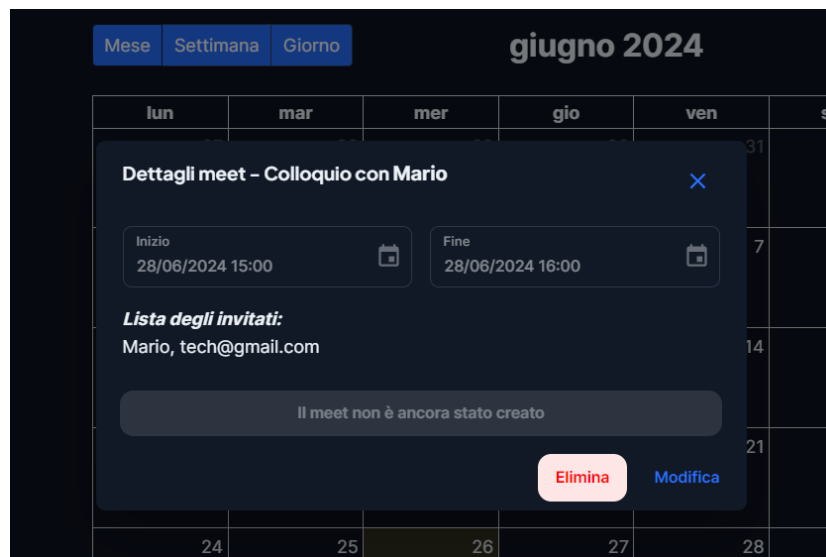 Mese Settimana Giorno
giugno 2024
lun mar mer gio ven
31
Dettagli meet – Colloquio con Mario
Inizio
28/06/2024 15:00
Fine
28/06/2024 16:00
7
Lista degli invitati:
Mario, tech@gmail.com
14
Il meet non è ancora stato creato
21
Elimina Modifica
24 25 26 27 28